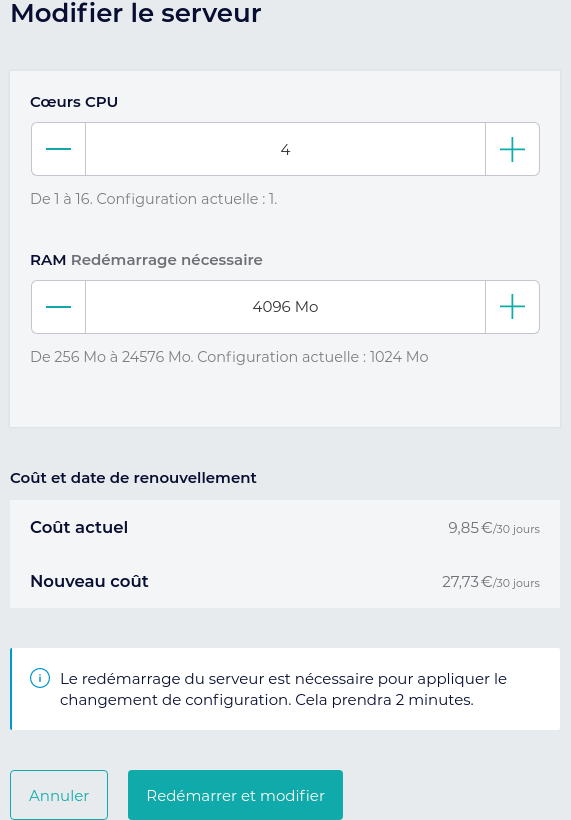 Modifier le serveur
Cœurs CPU
4
De 1 à 16. Configuration actuelle : 1.
RAM Redémarrage nécessaire
4096 Mo
De 256 Mo à 24576 Mo. Configuration actuelle : 1024 Mo
Coût et date de renouvellement
Coût actuel 9,85 €/30 jours
Nouveau coût 27,73 €/30 jours
Le redémarrage du serveur est nécessaire pour appliquer le
changement de configuration. Cela prendra 2 minutes.
Annuler Redémarrer et modifier